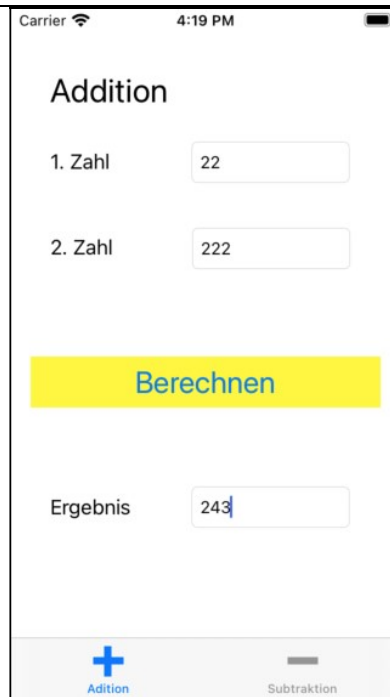 Carrier 4:19 PM
Addition
1. Zahl 22
2. Zahl 222
Berechnen
Ergebnis 243
Adition Subtraktion